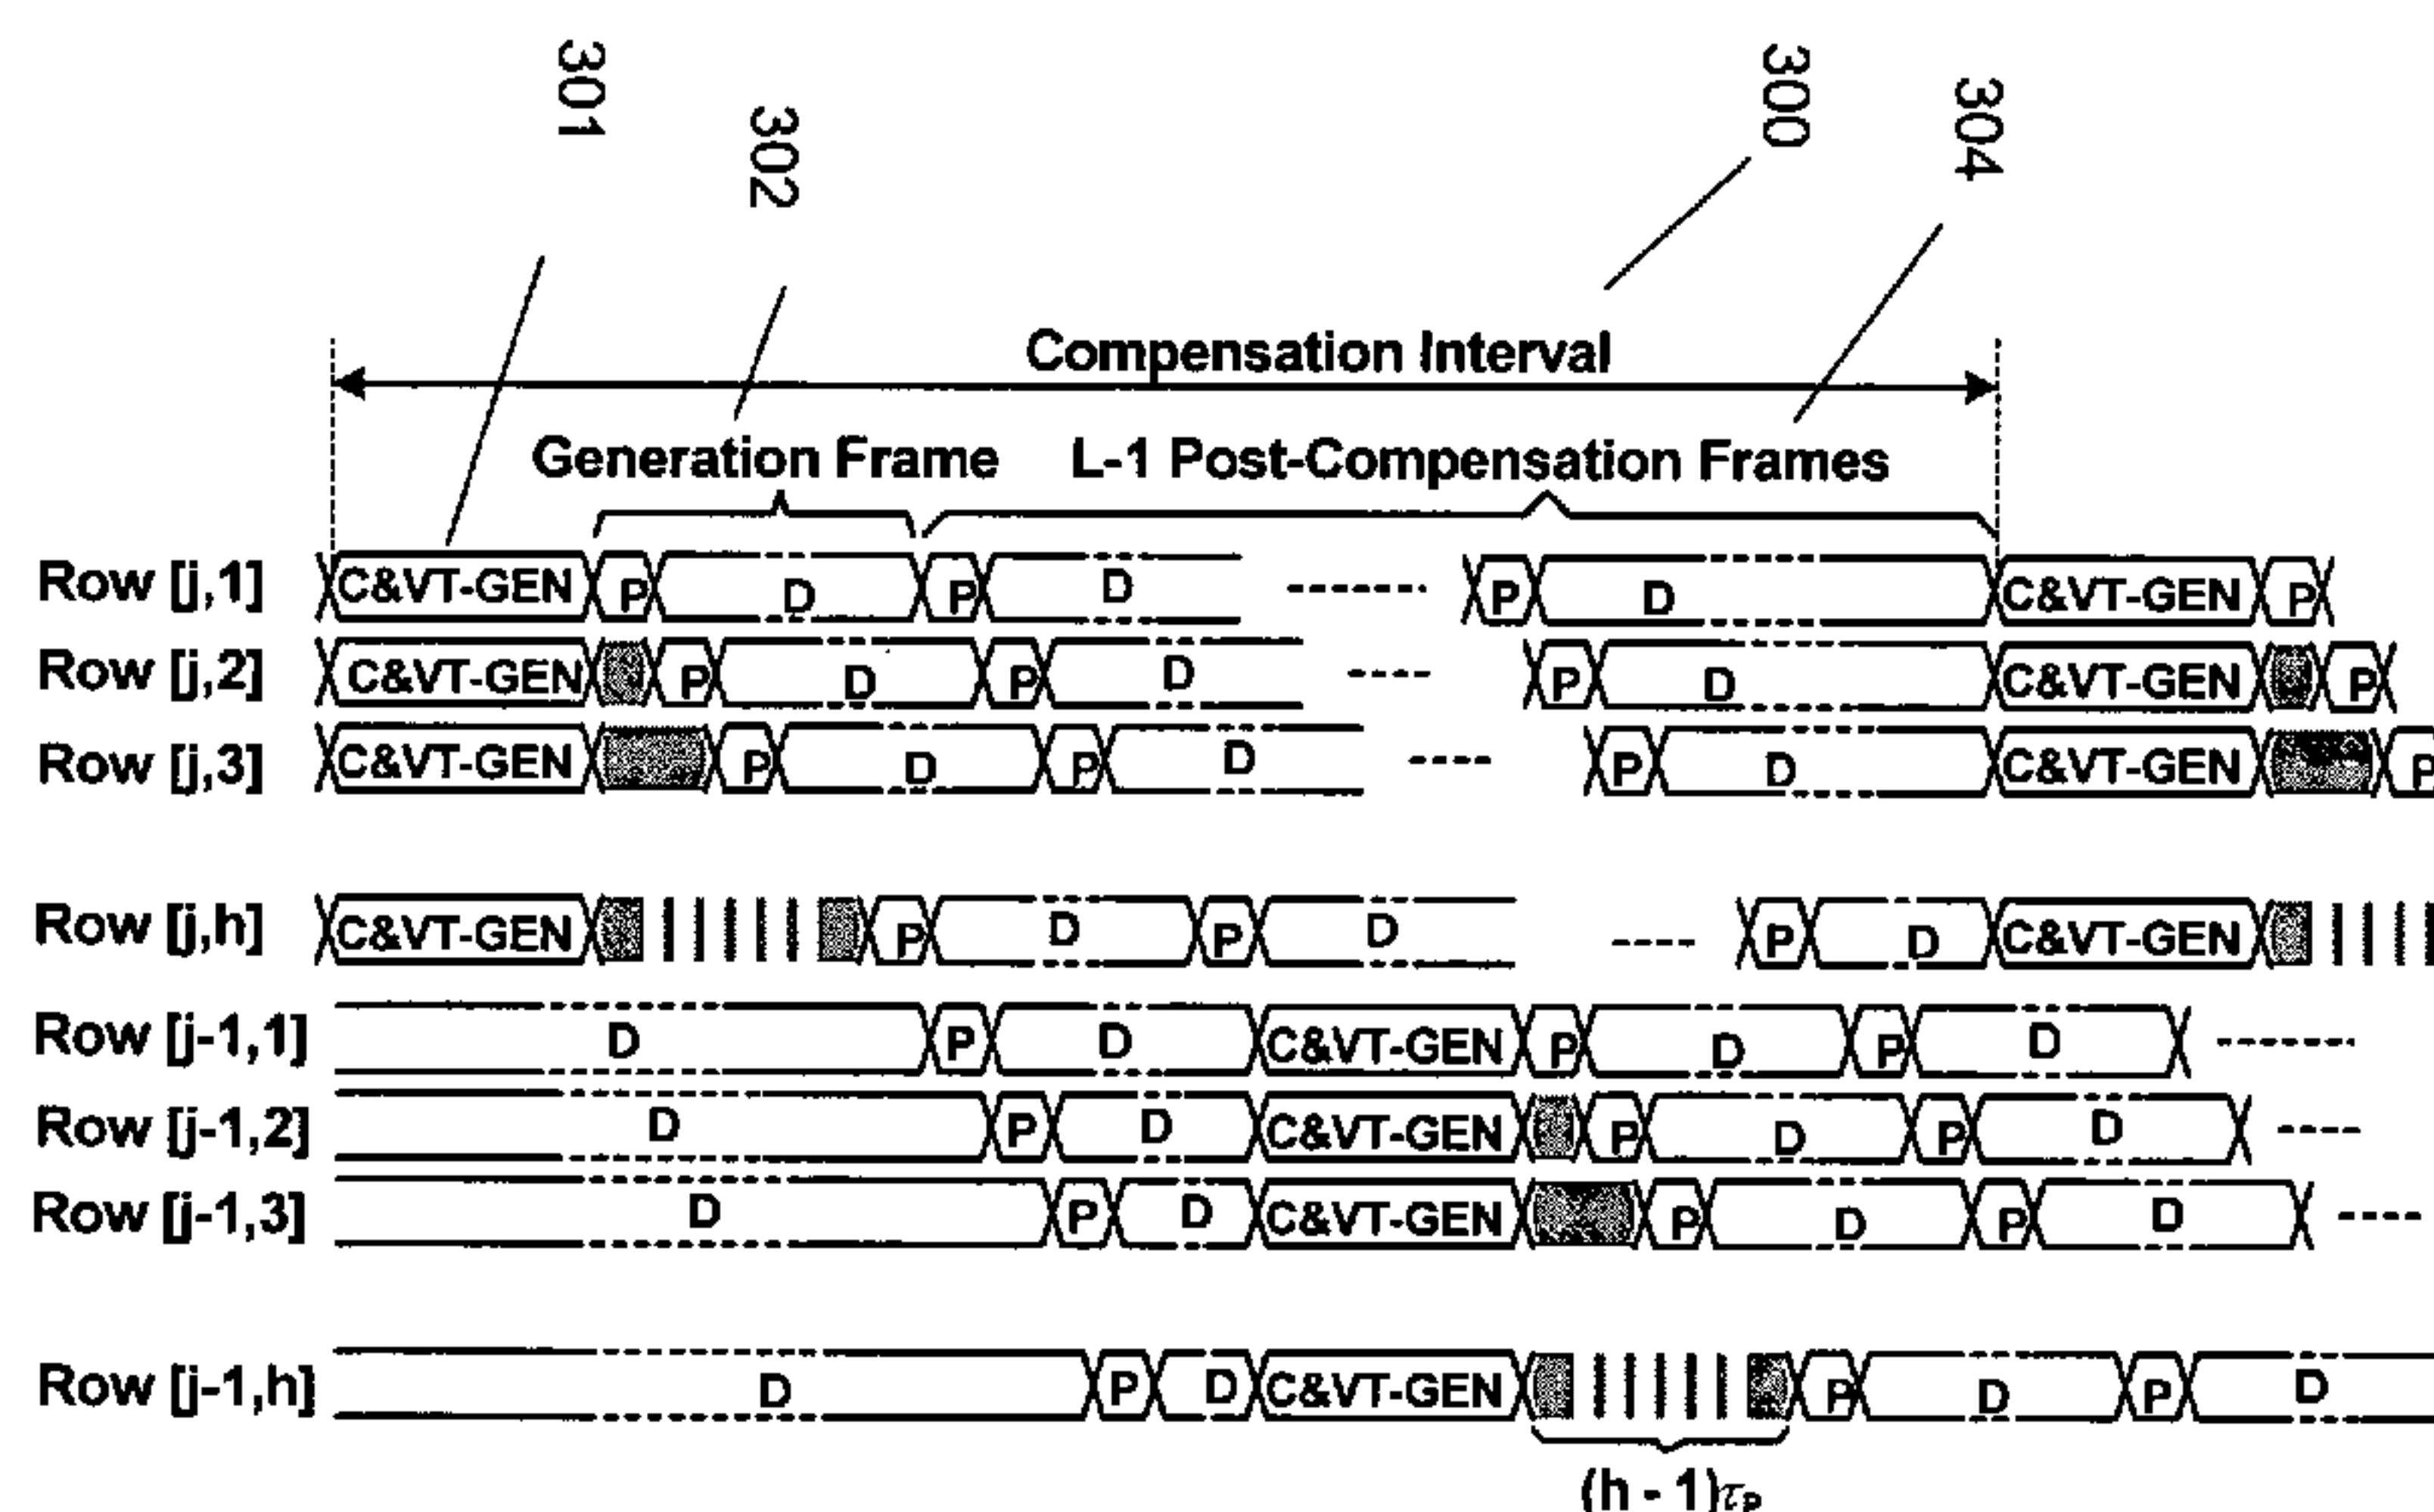 301
302
300
304
Compensation Interval
Generation Frame L-1 Post-Compensation Frames
Row [j,1] C&VT-GEN P D P D P D C&VT-GEN P
Row [j,2] C&VT-GEN P D P D P D C&VT-GEN P
Row [j,3] C&VT-GEN P D P D P D C&VT-GEN P
Row [j,h] C&VT-GEN P D P D P D C&VT-GEN
Row [j-1,1] D P D C&VT-GEN P D P D
Row [j-1,2] D P D C&VT-GEN P D P D
Row [j-1,3] D P D C&VT-GEN P D P D
Row [j-1,h] D P D C&VT-GEN P D P D
(h - 1)τP